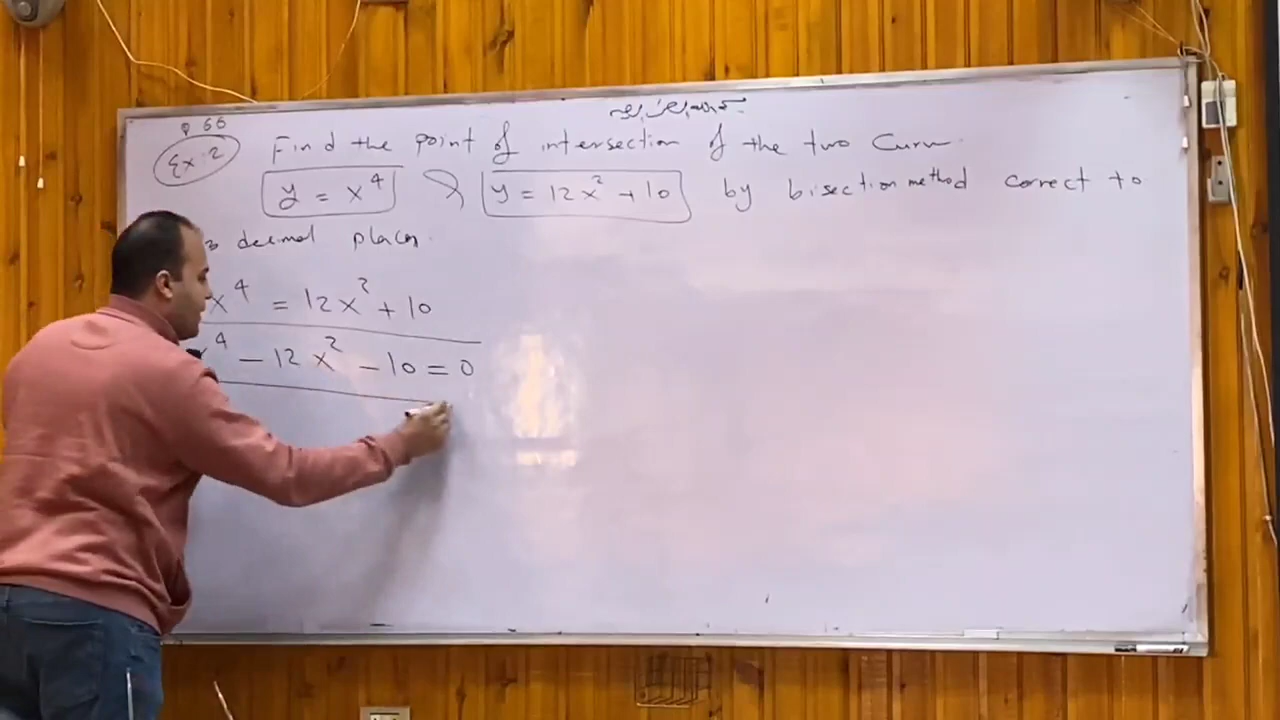 P 66
Ex.2 Find the point of intersection of the two Curve
y = x⁴ y = 12x² + 10 by bisection method correct to
3 decimal places.
x⁴ = 12x² + 10
x⁴ - 12x² - 10 = 0